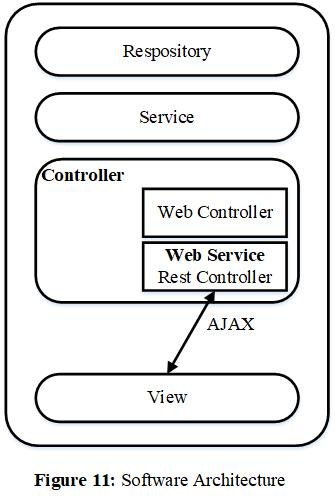 Respository
Service
Controller
Web Controller
Web Service
Rest Controller
AJAX
View
Figure 11: Software Architecture